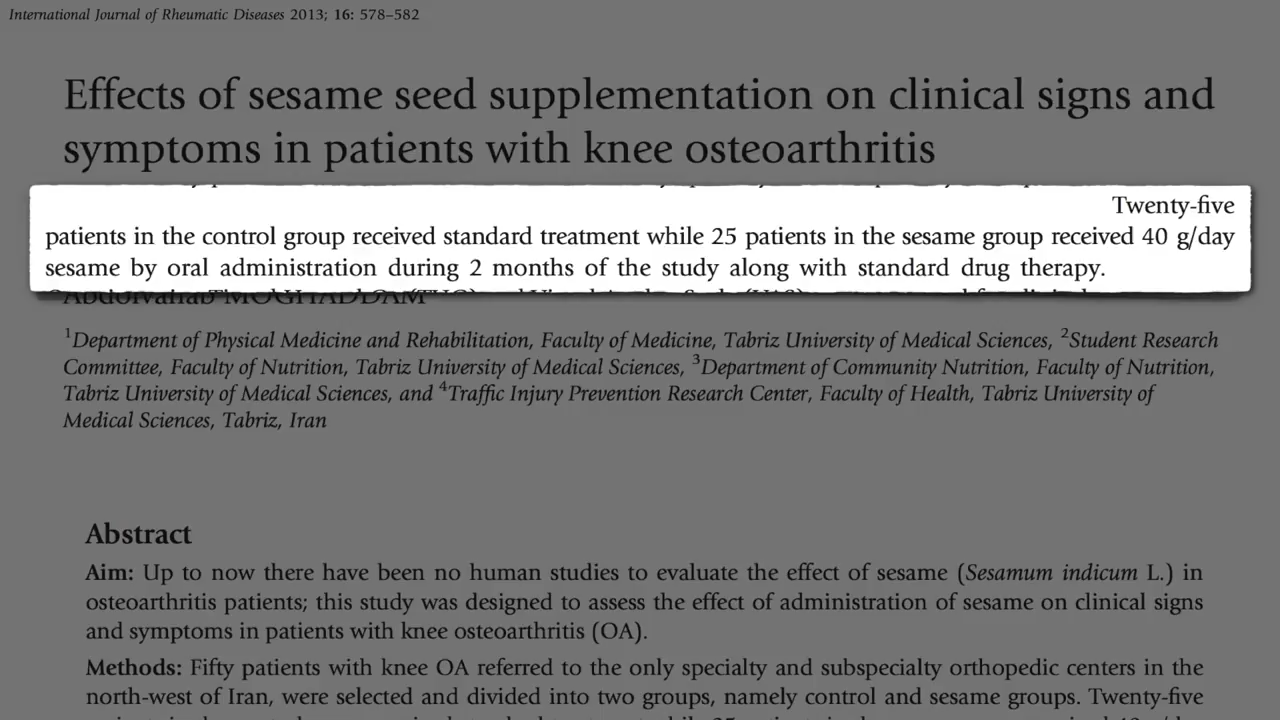 International Journal of Rheumatic Diseases 2013; 16: 578–582
Effects of sesame seed supplementation on clinical signs and
symptoms in patients with knee osteoarthritis
Twenty-five
patients in the control group received standard treatment while 25 patients in the sesame group received 40 g/day
sesame by oral administration during 2 months of the study along with standard drug therapy.
¹Department of Physical Medicine and Rehabilitation, Faculty of Medicine, Tabriz University of Medical Sciences, ²Student Research
Committee, Faculty of Nutrition, Tabriz University of Medical Sciences, ³Department of Community Nutrition, Faculty of Nutrition,
Tabriz University of Medical Sciences, and ⁴Traffic Injury Prevention Research Center, Faculty of Health, Tabriz University of
Medical Sciences, Tabriz, Iran
Abstract
Aim: Up to now there have been no human studies to evaluate the effect of sesame (Sesamum indicum L.) in
osteoarthritis patients; this study was designed to assess the effect of administration of sesame on clinical signs
and symptoms in patients with knee osteoarthritis (OA).
Methods: Fifty patients with knee OA referred to the only specialty and subspecialty orthopedic centers in the
north-west of Iran, were selected and divided into two groups, namely control and sesame groups. Twenty-five